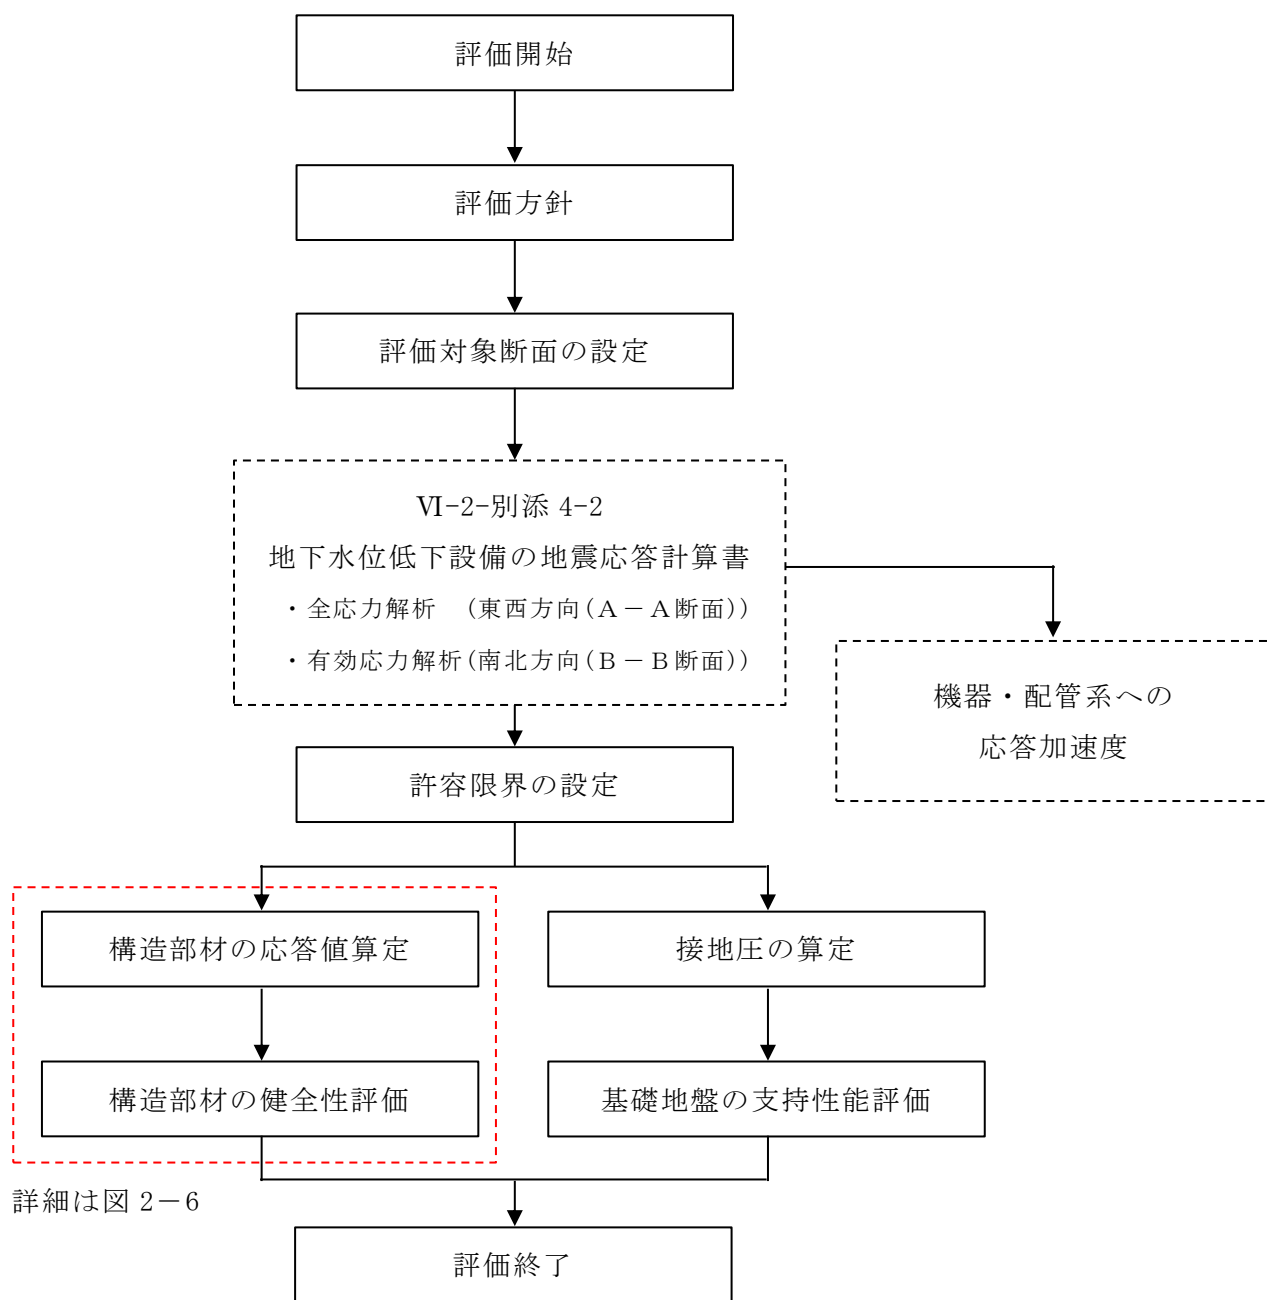 評価開始
評価方針
評価対象断面の設定
Ⅵ-2-別添 4-2
地下水位低下設備の地震応答計算書
・全応力解析　(東西方向(A-A断面))
・有効応力解析(南北方向(B-B断面))
機器・配管系への
応答加速度
許容限界の設定
構造部材の応答値算定
接地圧の算定
構造部材の健全性評価
基礎地盤の支持性能評価
詳細は図 2-6
評価終了